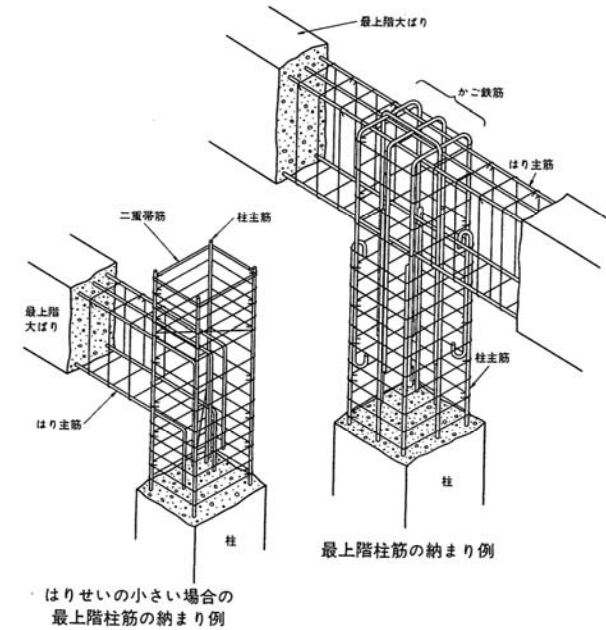 最上階大ばり
かご鉄筋
はり主筋
二重帯筋
柱主筋
最上階
大ばり
はり主筋
柱主筋
柱
柱
最上階柱筋の納まり例
はりせいの小さい場合の
最上階柱筋の納まり例